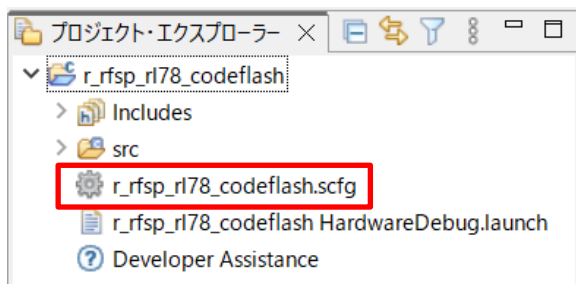 プロジェクト・エクスプローラー
r_rfsp_rl78_codeflash
Includes
src
r_rfsp_rl78_codeflash.scfg
r_rfsp_rl78_codeflash HardwareDebug.launch
Developer Assistance